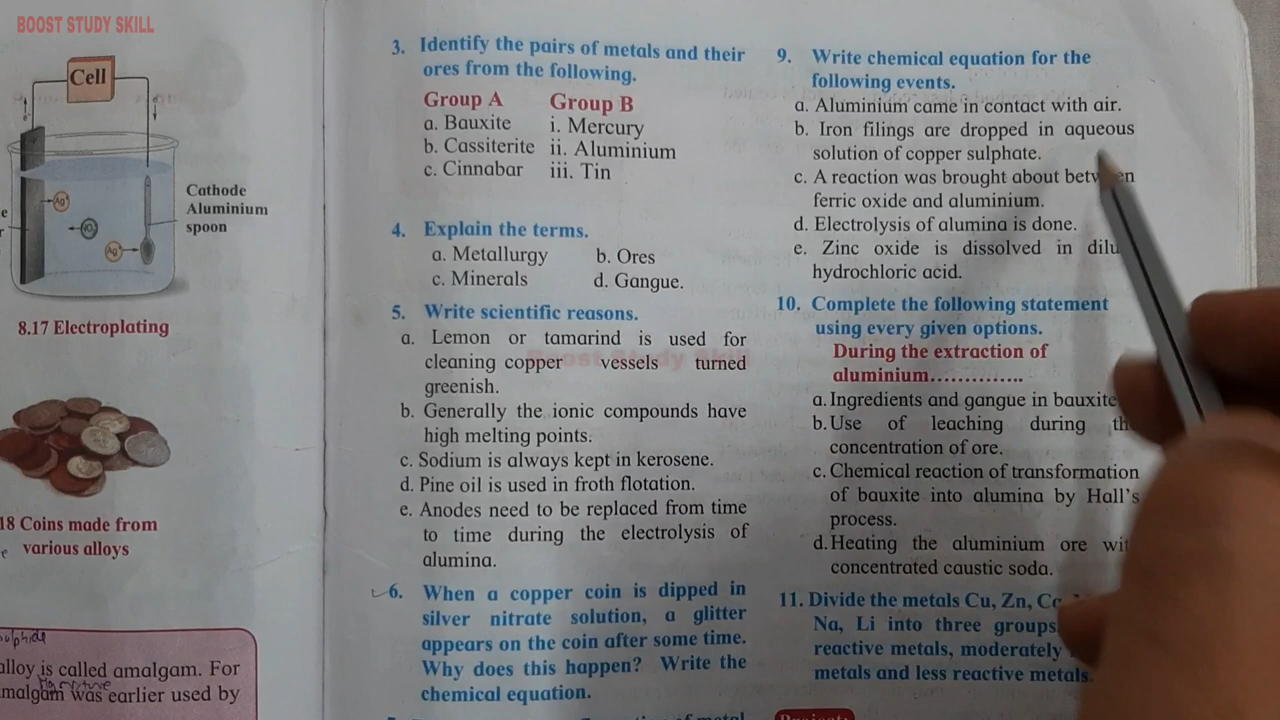 BOOST STUDY SKILL
Cell
Cathode
Aluminium
spoon
Ag
Ag
8.17 Electroplating
18 Coins made from
various alloys
sulphide
alloy is called amalgam. For
malgam was earlier used by
3. Identify the pairs of metals and their
ores from the following.
Group A Group B
a. Bauxite i. Mercury
b. Cassiterite ii. Aluminium
c. Cinnabar iii. Tin
4. Explain the terms.
a. Metallurgy b. Ores
c. Minerals d. Gangue.
5. Write scientific reasons.
a. Lemon or tamarind is used for
cleaning copper vessels turned
greenish.
b. Generally the ionic compounds have
high melting points.
c. Sodium is always kept in kerosene.
d. Pine oil is used in froth flotation.
e. Anodes need to be replaced from time
to time during the electrolysis of
alumina.
6. When a copper coin is dipped in
silver nitrate solution, a glitter
appears on the coin after some time.
Why does this happen? Write the
chemical equation.
Boost Study Skill
9. Write chemical equation for the
following events.
a. Aluminium came in contact with air.
b. Iron filings are dropped in aqueous
solution of copper sulphate.
c. A reaction was brought about between
ferric oxide and aluminium.
d. Electrolysis of alumina is done.
e. Zinc oxide is dissolved in dilu
hydrochloric acid.
10. Complete the following statement
using every given options.
During the extraction of
aluminium..............
a. Ingredients and gangue in bauxite
b. Use of leaching during th
concentration of ore.
c. Chemical reaction of transformation
of bauxite into alumina by Hall's
process.
d. Heating the aluminium ore wit
concentrated caustic soda.
11. Divide the metals Cu, Zn,
Na, Li into three groups
reactive metals, moderately
metals and less reactive metals.